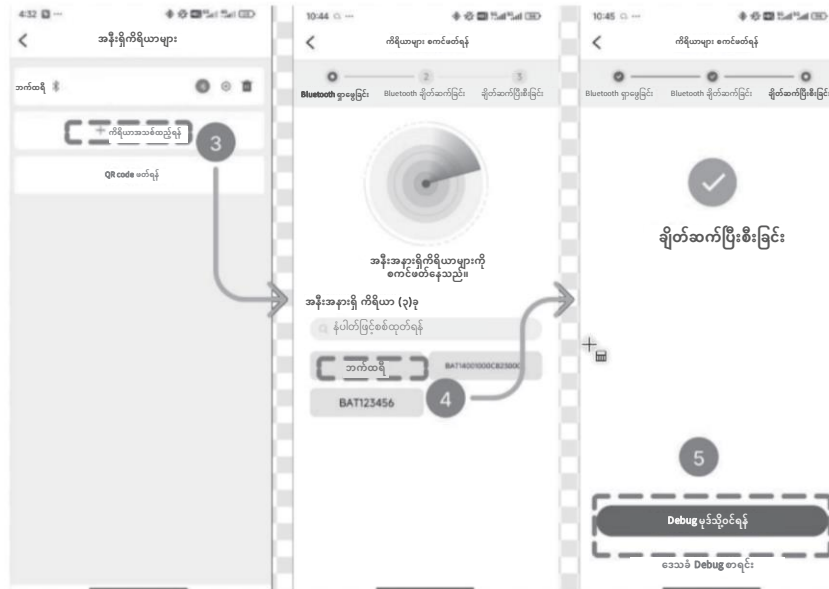 4:32
အနီးရှိကိရိယာများ
ဘက်ထရီ
ကိရိယာအသစ်ထည့်ရန်
3
QR code ဖတ်ရန်
10:44
ကိရိယာများ စကင်ဖတ်ရန်
2
3
Bluetooth ရှာဖွေခြင်း
Bluetooth ချိတ်ဆက်ခြင်း
ချိတ်ဆက်ပြီးစီးခြင်း
အနီးအနားရှိကိရိယာများကို
စကင်ဖတ်နေသည်။
အနီးအနားရှိ ကိရိယာ (၃)ခု
နံပါတ်ဖြင့်စစ်ထုတ်ရန်
ဘက်ထရီ
BAT123456
4
10:45
ကိရိယာများ စကင်ဖတ်ရန်
Bluetooth ရှာဖွေခြင်း
Bluetooth ချိတ်ဆက်ခြင်း
ချိတ်ဆက်ပြီးစီးခြင်း
ချိတ်ဆက်ပြီးစီးခြင်း
5
Debug မုဒ်သို့ဝင်ရန်
ဒေသခံ Debug စာရင်း